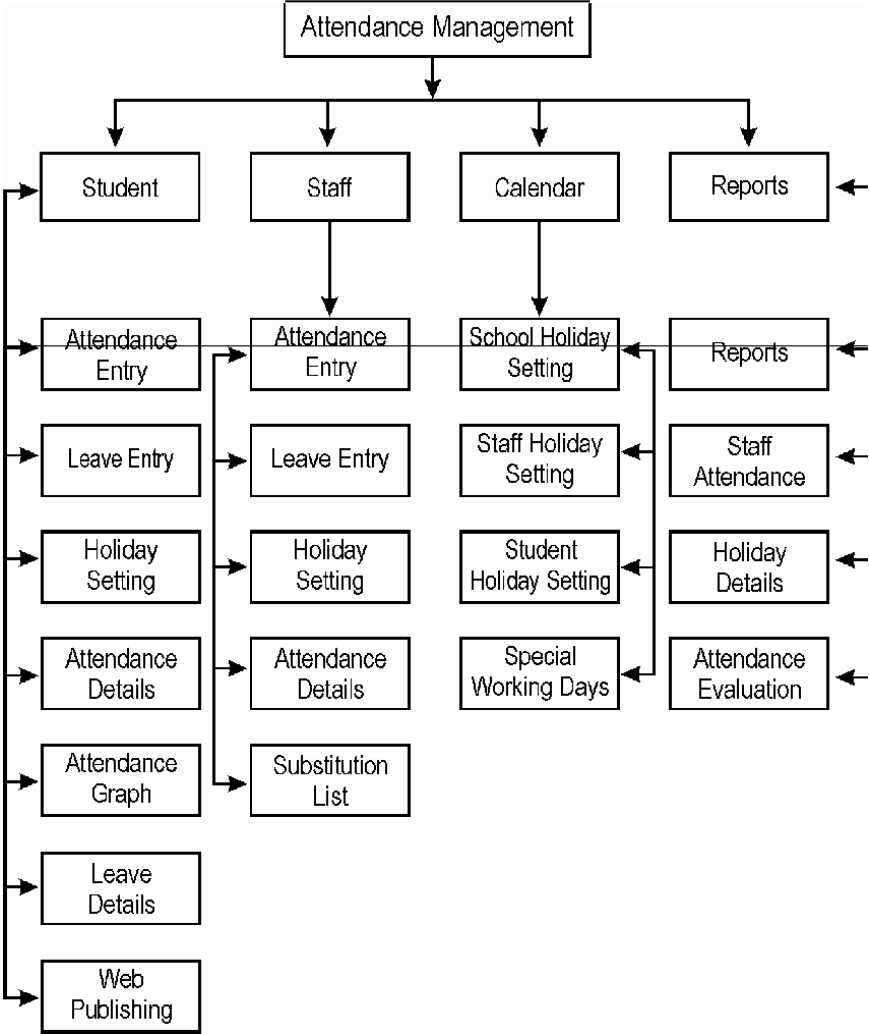 Attendance Management
Student
Staff
Calendar
Reports
Attendance
Entry
Leave Entry
Holiday
Setting
Attendance
Details
Attendance
Graph
Leave
Details
Web
Publishing
Attendance
Entry
Leave Entry
Holiday
Setting
Attendance
Details
Substitution
List
School Holiday
Setting
Staff Holiday
Setting
Student
Holiday Setting
Special
Working Days
Reports
Staff
Attendance
Holiday
Details
Attendance
Evaluation